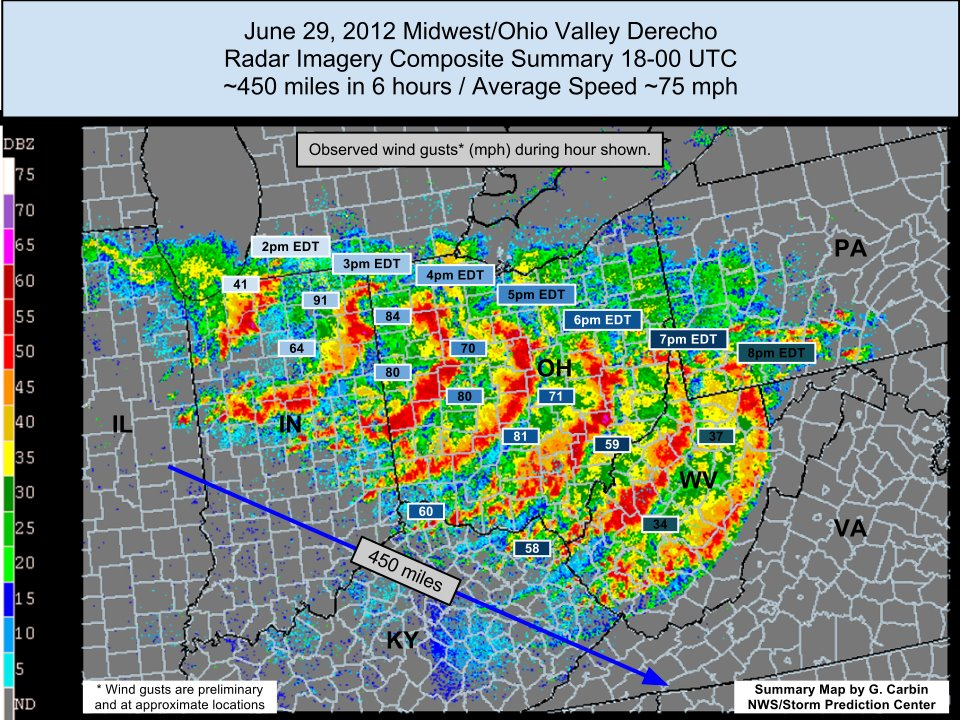 June 29, 2012 Midwest/Ohio Valley Derecho
Radar Imagery Composite Summary 18-00 UTC
~450 miles in 6 hours / Average Speed ~75 mph
DBZ
75
70
65
60
55
50
45
40
35
30
25
20
15
10
5
ND
Observed wind gusts* (mph) during hour shown.
2pm EDT
3pm EDT
4pm EDT
5pm EDT
6pm EDT
7pm EDT
8pm EDT
PA
41
91
84
64
70
80
OH
80
71
IL
IN
81
59
37
WV
60
34
VA
58
450 miles
KY
* Wind gusts are preliminary
and at approximate locations
Summary Map by G. Carbin
NWS/Storm Prediction Center